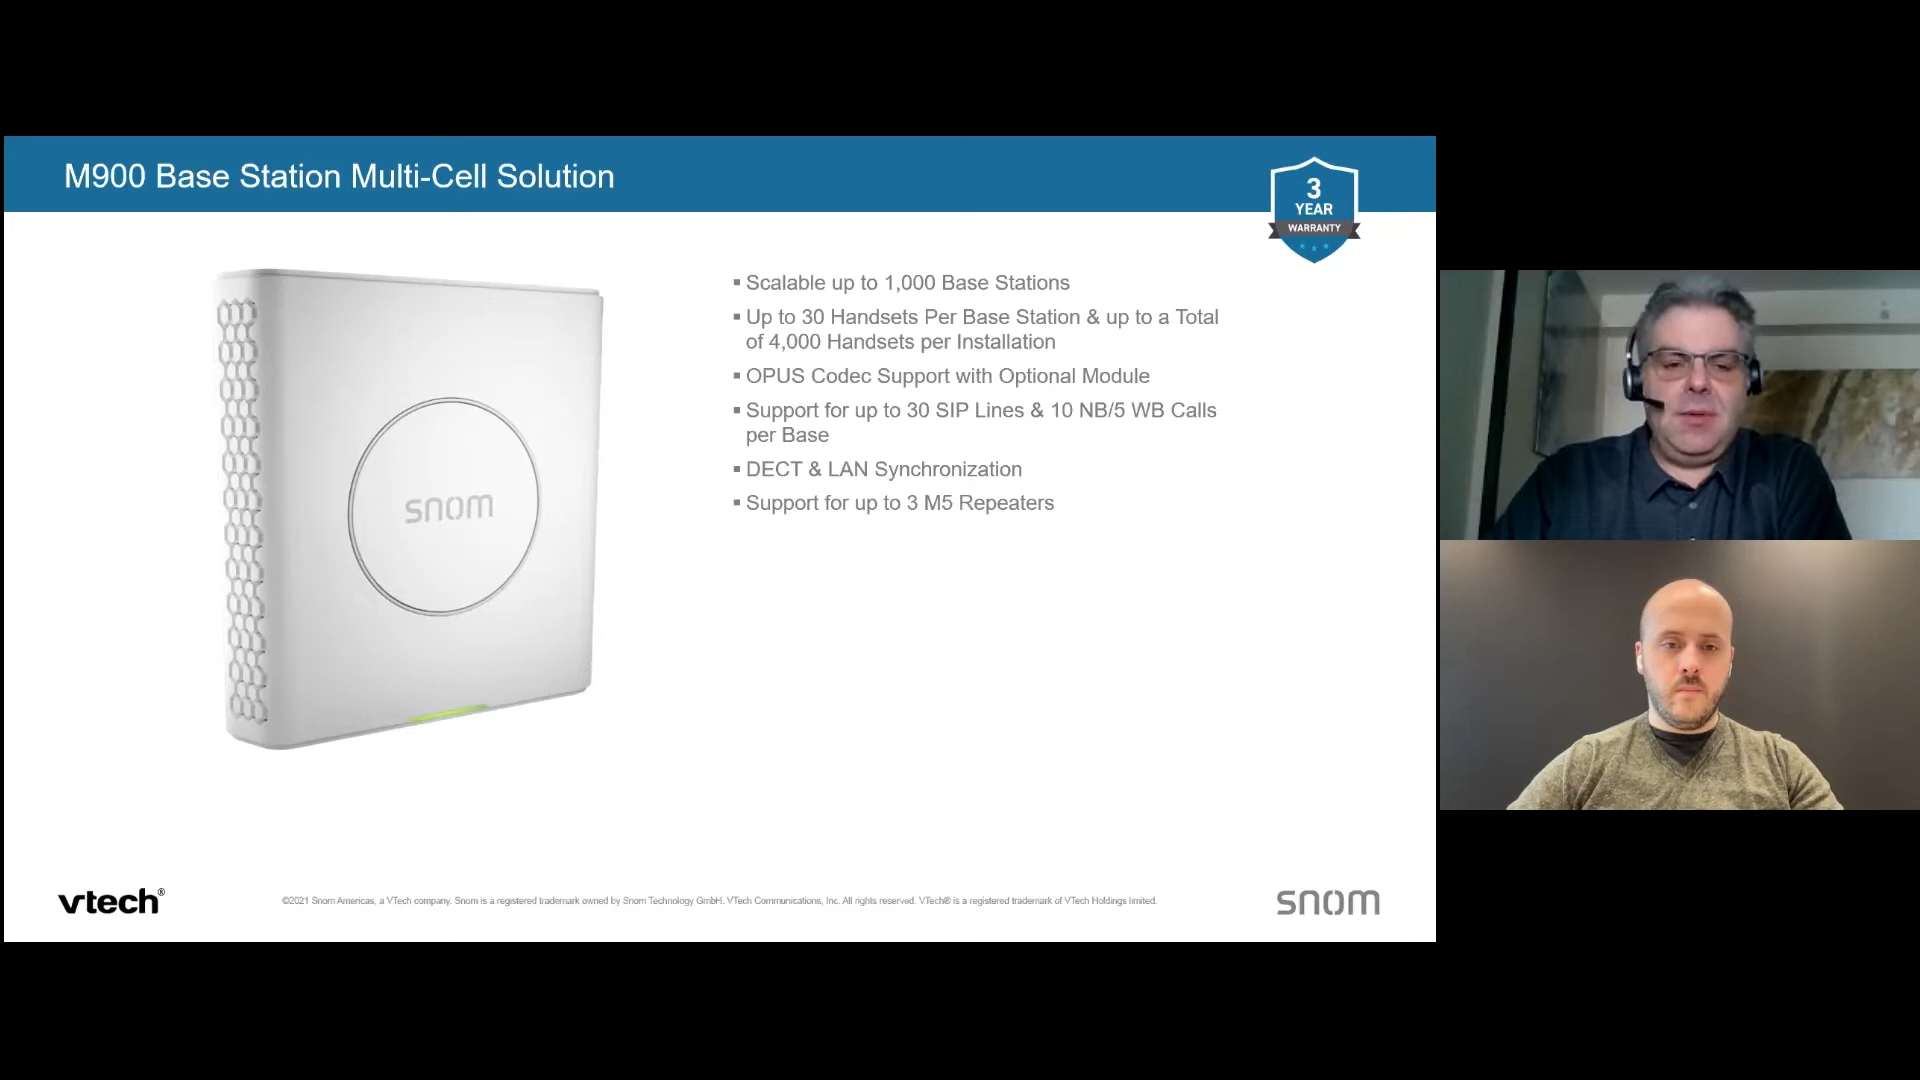 M900 Base Station Multi-Cell Solution
3
YEAR
WARRANTY
▪ Scalable up to 1,000 Base Stations
▪ Up to 30 Handsets Per Base Station & up to a Total
of 4,000 Handsets per Installation
▪ OPUS Codec Support with Optional Module
▪ Support for up to 30 SIP Lines & 10 NB/5 WB Calls
per Base
▪ DECT & LAN Synchronization
▪ Support for up to 3 M5 Repeaters
snom
vtech®
©2021 Snom Americas, a VTech company. Snom is a registered trademark owned by Snom Technology GmbH. VTech Communications, Inc. All rights reserved. VTech® is a registered trademark of VTech Holdings limited.
snom